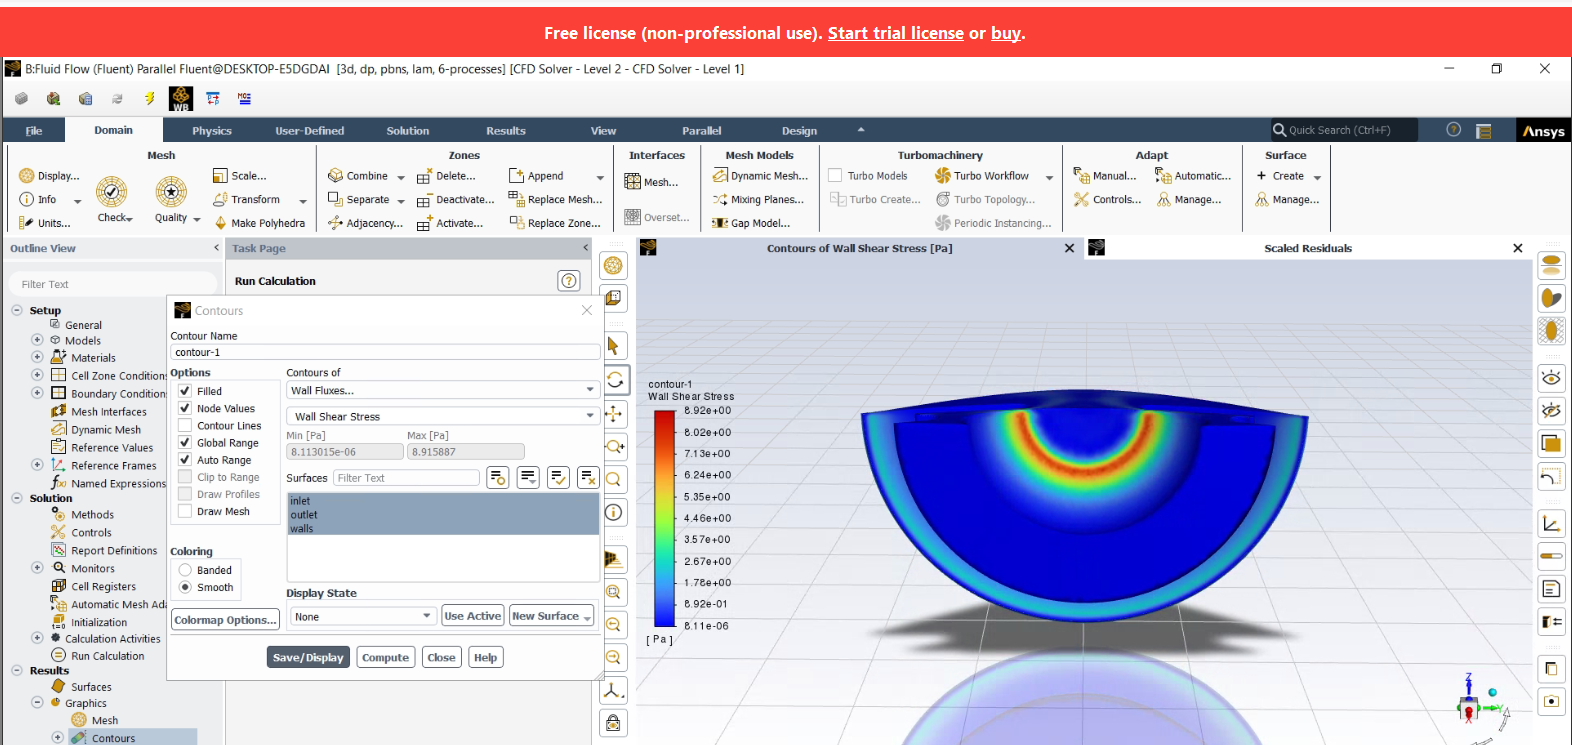 Free license (non-professional use). Start trial license or buy.
B:Fluid Flow (Fluent) Parallel Fluent@DESKTOP-E5DGDAI [3d, dp, pbns, lam, 6-processes] [CFD Solver - Level 2 - CFD Solver - Level 1]
WB
File Domain Physics User-Defined Solution Results View Parallel Design Quick Search (Ctrl+F) Ansys
Mesh Zones Interfaces Mesh Models Turbomachinery Adapt Surface
Display... Scale... Combine Delete... Append Mesh... Dynamic Mesh... Turbo Models Turbo Workflow Manual... Automatic... + Create
Info Check Quality Transform Separate Deactivate... Replace Mesh... Overset... Mixing Planes... Turbo Create... Turbo Topology... Controls... Manage... Manage...
Units... Make Polyhedra Adjacency... Activate... Replace Zone... Gap Model... Periodic Instancing...
Outline View < Task Page < Contours of Wall Shear Stress [Pa] Scaled Residuals
Filter Text
Run Calculation
Setup
General
Models
Materials
Cell Zone Condition
Boundary Condition
Mesh Interfaces
Dynamic Mesh
Reference Values
Reference Frames
Named Expressions
Solution
Methods
Controls
Report Definitions
Monitors
Cell Registers
Automatic Mesh Ada
Initialization
Calculation Activities
Run Calculation
Results
Surfaces
Graphics
Mesh
Contours
Contours
Contour Name
contour-1
Options
Filled
Node Values
Contour Lines
Global Range
Auto Range
Clip to Range
Draw Profiles
Draw Mesh
Coloring
Banded
Smooth
Colormap Options...
Contours of
Wall Fluxes...
Wall Shear Stress
Min [Pa] Max [Pa]
8.113015e-06 8.915887
Surfaces Filter Text
inlet
outlet
walls
Display State
None Use Active New Surface
Save/Display Compute Close Help
contour-1
Wall Shear Stress
8.92e+00
8.02e+00
7.13e+00
6.24e+00
5.35e+00
4.46e+00
3.57e+00
2.67e+00
1.78e+00
8.92e-01
8.11e-06
[ Pa ]
Z
Y